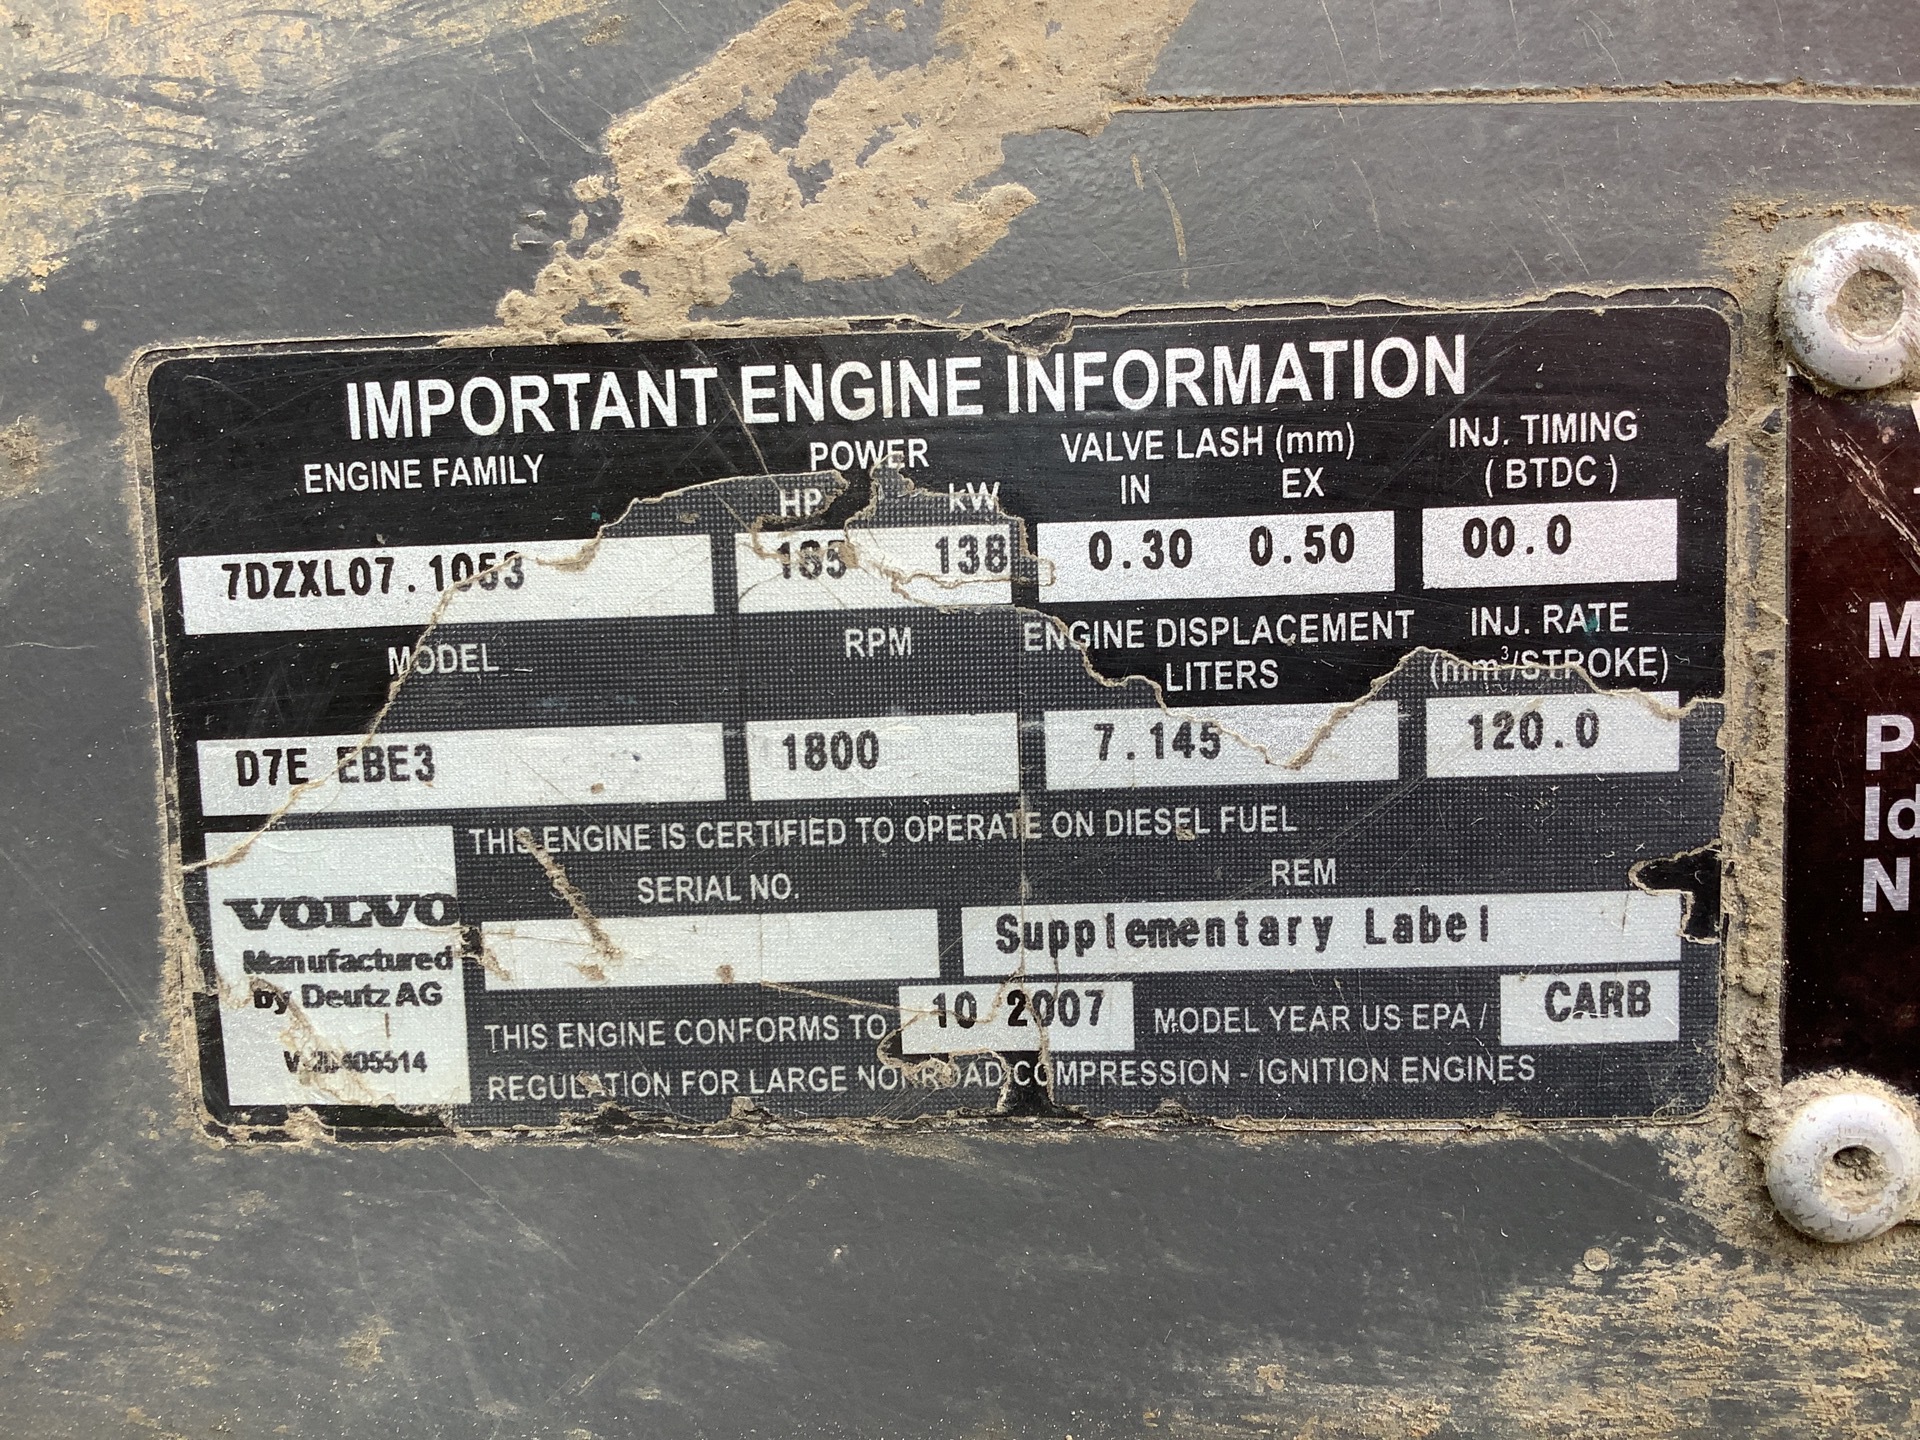 IMPORTANT ENGINE INFORMATION
ENGINE FAMILY POWER VALVE LASH (mm) INJ. TIMING
HP kW IN EX ( BTDC )
7DZXL07.1053 185 138 0.30 0.50 00.0
MODEL RPM ENGINE DISPLACEMENT INJ. RATE
LITERS (mm³/STROKE)
D7E EBE3 1800 7.145 120.0
THIS ENGINE IS CERTIFIED TO OPERATE ON DIESEL FUEL
SERIAL NO. REM
VOLVO Supplementary Label
Manufactured
by Deutz AG
THIS ENGINE CONFORMS TO 10 2007 MODEL YEAR US EPA / CARB
REGULATION FOR LARGE NONROAD COMPRESSION - IGNITION ENGINES
M
P
Id
N